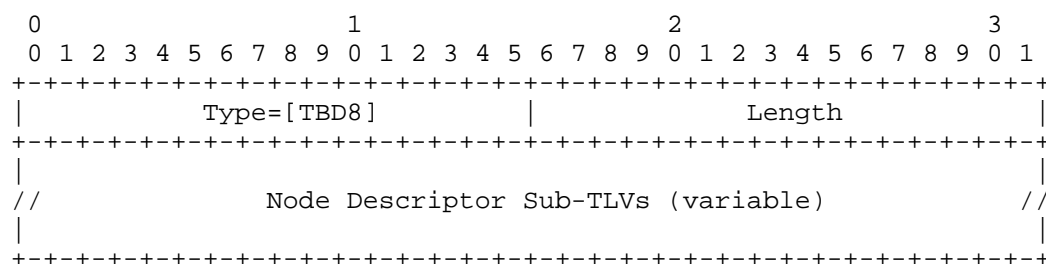 0                   1                   2                   3
 0 1 2 3 4 5 6 7 8 9 0 1 2 3 4 5 6 7 8 9 0 1 2 3 4 5 6 7 8 9 0 1
+-+-+-+-+-+-+-+-+-+-+-+-+-+-+-+-+-+-+-+-+-+-+-+-+-+-+-+-+-+-+-+-+
|           Type=[TBD8]         |             Length            |
+-+-+-+-+-+-+-+-+-+-+-+-+-+-+-+-+-+-+-+-+-+-+-+-+-+-+-+-+-+-+-+-+
|                                                               |
//              Node Descriptor Sub-TLVs (variable)            //
|                                                               |
+-+-+-+-+-+-+-+-+-+-+-+-+-+-+-+-+-+-+-+-+-+-+-+-+-+-+-+-+-+-+-+-+